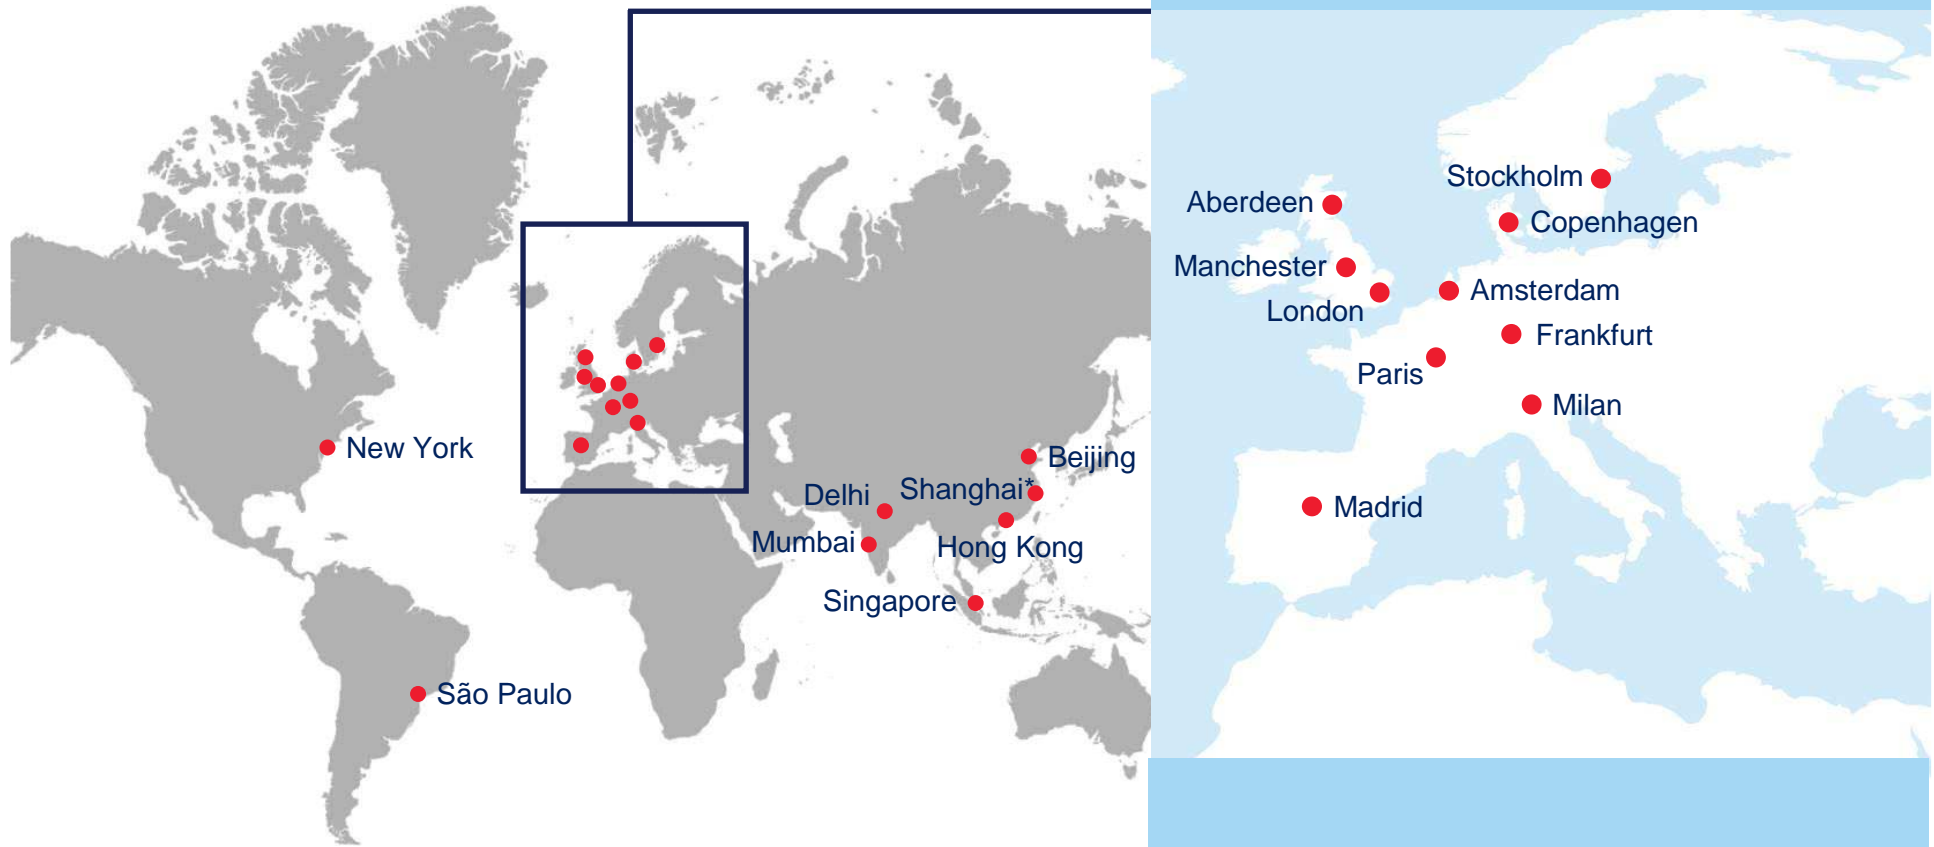 New York
São Paulo
Beijing
Delhi
Shanghai*
Mumbai
Hong Kong
Singapore
Stockholm
Aberdeen
Copenhagen
Manchester
Amsterdam
London
Frankfurt
Paris
Milan
Madrid